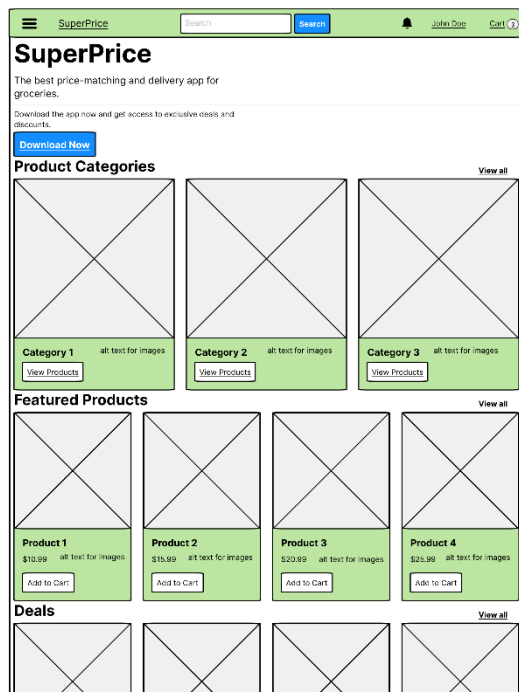 SuperPrice
Search
Search
John Doe
Cart
3
SuperPrice
The best price-matching and delivery app for
groceries.
Download the app now and get access to exclusive deals and
discounts.
Download Now
Product Categories
View all
Category 1
alt text for images
View Products
Category 2
alt text for images
View Products
Category 3
alt text for images
View Products
Featured Products
View all
Product 1
$10.99
alt text for images
Add to Cart
Product 2
$15.99
alt text for images
Add to Cart
Product 3
$20.99
alt text for images
Add to Cart
Product 4
$25.99
alt text for images
Add to Cart
Deals
View all